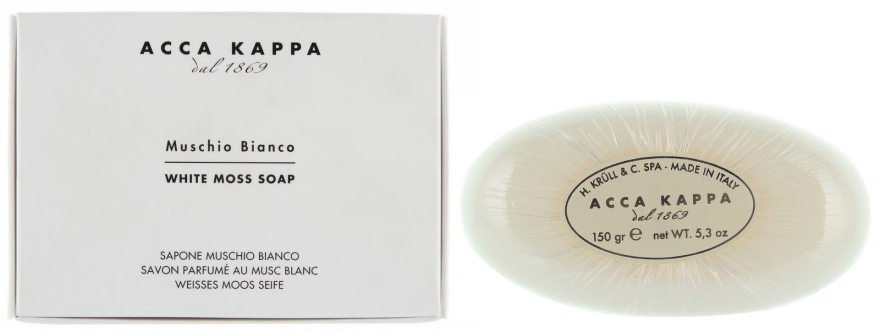 ACCA KAPPA
dal 1869
Muschio Bianco
WHITE MOSS SOAP
SAPONE MUSCHIO BIANCO
SAVON PARFUMÉ AU MUSC BLANC
WEISSES MOOS SEIFE
H. KRÜLL & C. SPA - MADE IN ITALY
ACCA KAPPA
dal 1869
150 gr e net WT. 5,3 oz